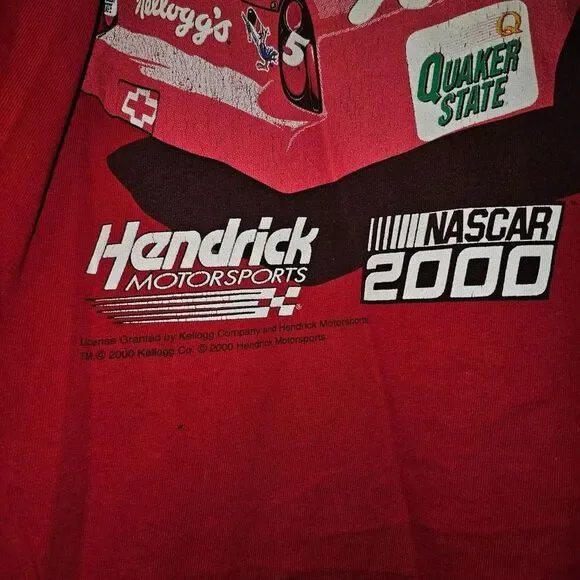 Kellogg's
5
Q
QUAKER
STATE
Hendrick
MOTORSPORTS
NASCAR
2000
License Granted by Kellogg Company and Hendrick Motorsports
TM, © 2000 Kellogg Co. © 2000 Hendrick Motorsports